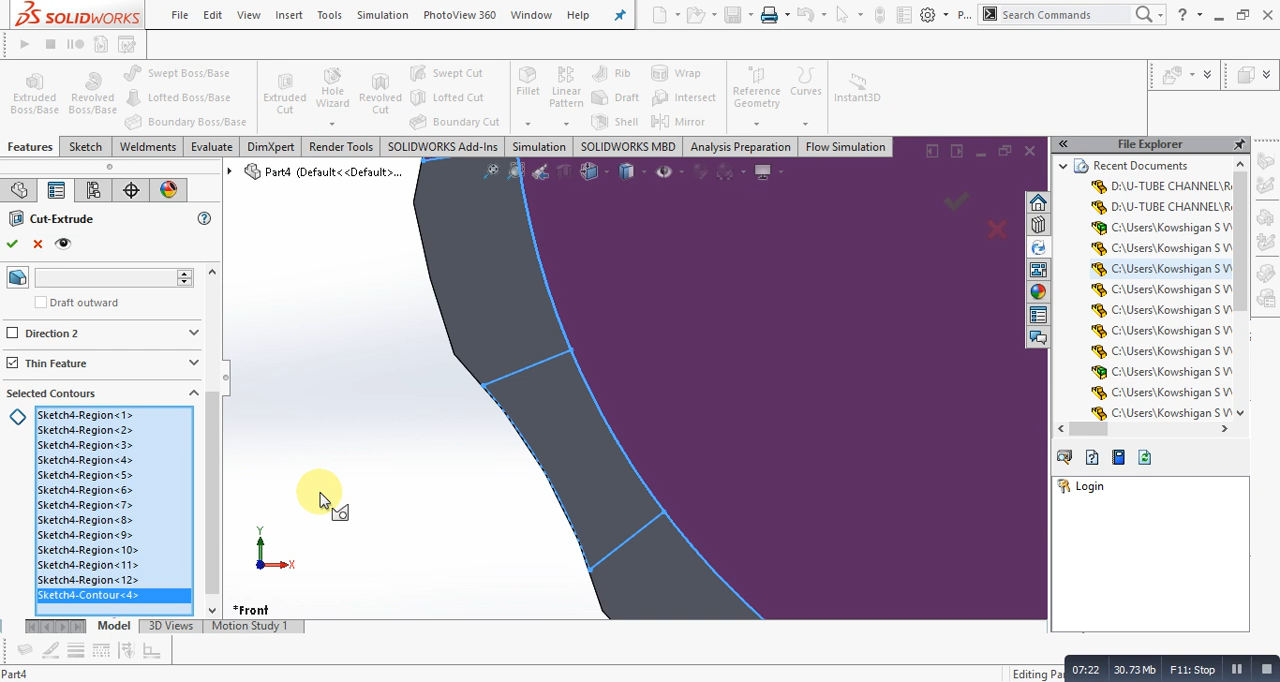 SOLIDWORKS
File Edit View Insert Tools Simulation PhotoView 360 Window Help
P...
Search Commands
?
Extruded Boss/Base
Revolved Boss/Base
Swept Boss/Base
Lofted Boss/Base
Boundary Boss/Base
Extruded Cut
Hole Wizard
Revolved Cut
Swept Cut
Lofted Cut
Boundary Cut
Fillet
Linear Pattern
Rib
Draft
Shell
Wrap
Intersect
Mirror
Reference Geometry
Curves
Instant3D
Features Sketch Weldments Evaluate DimXpert Render Tools SOLIDWORKS Add-Ins Simulation SOLIDWORKS MBD Analysis Preparation Flow Simulation
Part4 (Default<<Default>...
Cut-Extrude
Draft outward
Direction 2
Thin Feature
Selected Contours
Sketch4-Region<1>
Sketch4-Region<2>
Sketch4-Region<3>
Sketch4-Region<4>
Sketch4-Region<5>
Sketch4-Region<6>
Sketch4-Region<7>
Sketch4-Region<8>
Sketch4-Region<9>
Sketch4-Region<10>
Sketch4-Region<11>
Sketch4-Region<12>
Sketch4-Contour<4>
Y
X
*Front
File Explorer
Recent Documents
D:\U-TUBE CHANNEL\R
D:\U-TUBE CHANNEL\R
C:\Users\Kowshigan S V
C:\Users\Kowshigan S V
C:\Users\Kowshigan S V
C:\Users\Kowshigan S V
C:\Users\Kowshigan S V
C:\Users\Kowshigan S V
C:\Users\Kowshigan S V
C:\Users\Kowshigan S V
C:\Users\Kowshigan S V
C:\Users\Kowshigan S V
Login
Model 3D Views Motion Study 1
Part4
Editing Pa
07:22 30.73 Mb F11: Stop